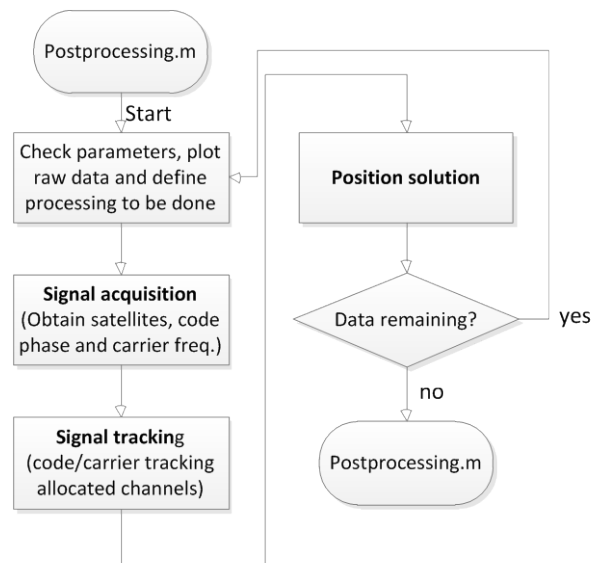 Postprocessing.m
Start
Check parameters, plot
raw data and define
processing to be done
Signal acquisition
(Obtain satellites, code
phase and carrier freq.)
Signal tracking
(code/carrier tracking
allocated channels)
Position solution
Data remaining?
yes
no
Postprocessing.m